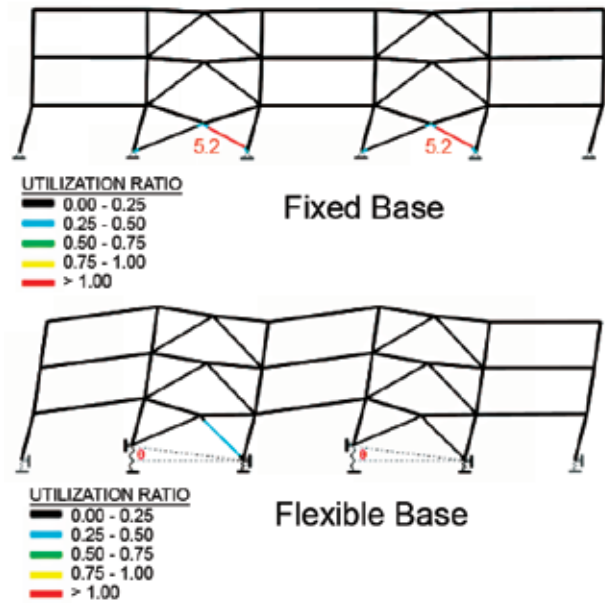 5.2 5.2
UTILIZATION RATIO
0.00 - 0.25
0.25 - 0.50
0.50 - 0.75
0.75 - 1.00
> 1.00
Fixed Base
θ θ
UTILIZATION RATIO
0.00 - 0.25
0.25 - 0.50
0.50 - 0.75
0.75 - 1.00
> 1.00
Flexible Base